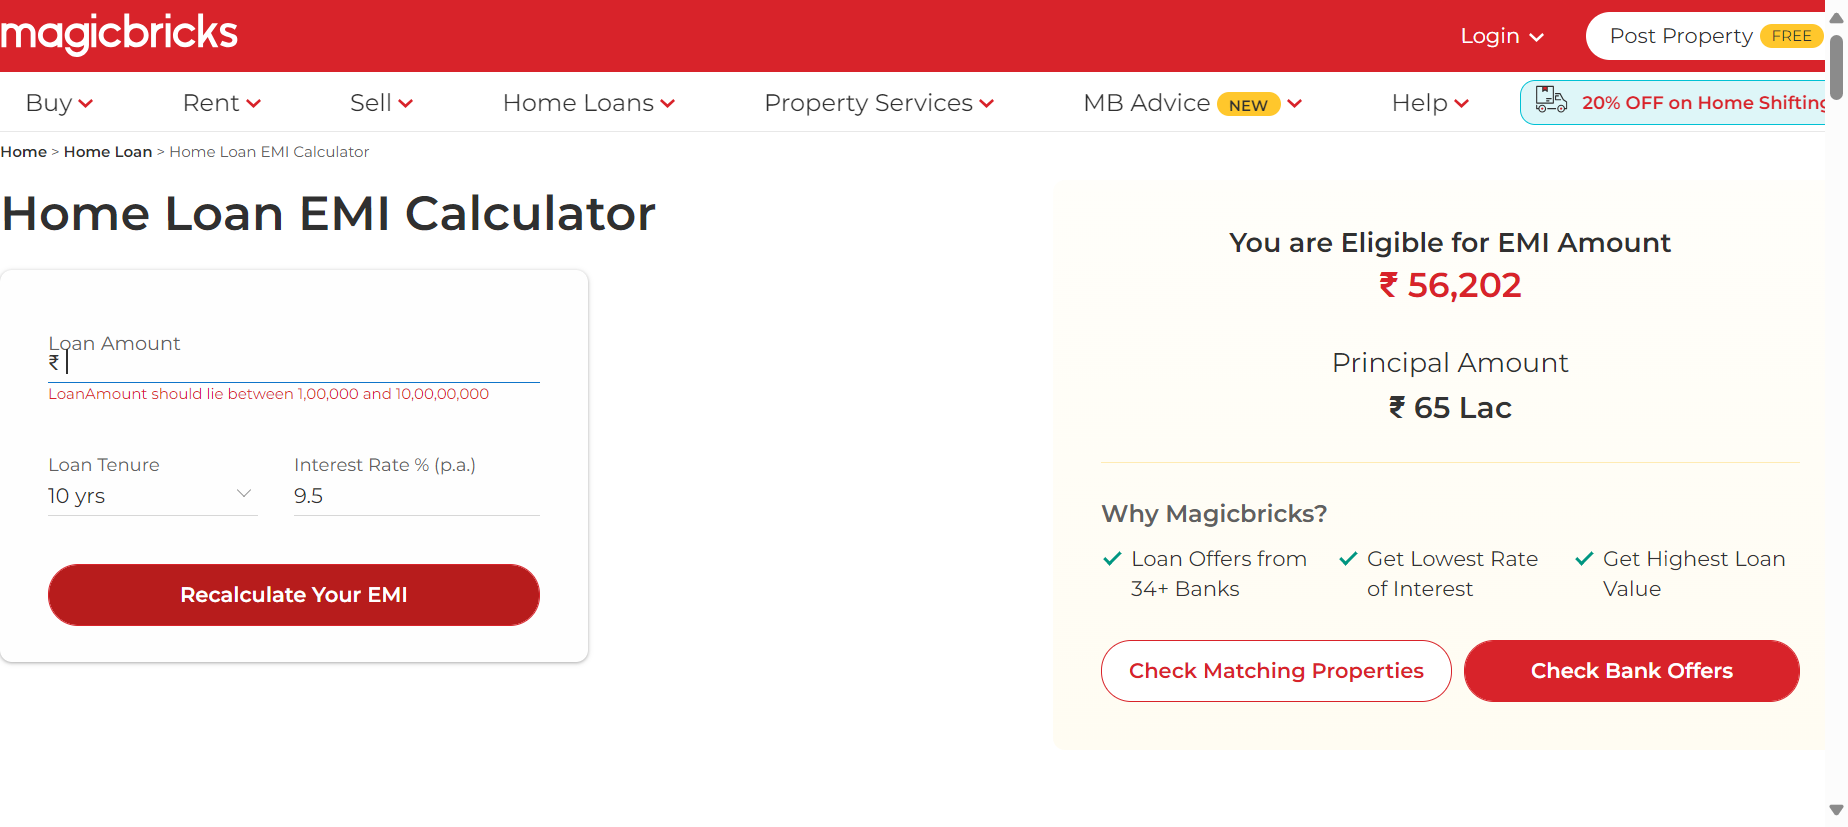 magicbricks
Login
Post Property FREE
Buy
Rent
Sell
Home Loans
Property Services
MB Advice NEW
Help
20% OFF on Home Shifting
Home > Home Loan > Home Loan EMI Calculator
Home Loan EMI Calculator
Loan Amount
₹
LoanAmount should lie between 1,00,000 and 10,00,00,000
Loan Tenure
10 yrs
Interest Rate % (p.a.)
9.5
Recalculate Your EMI
You are Eligible for EMI Amount
₹ 56,202
Principal Amount
₹ 65 Lac
Why Magicbricks?
Loan Offers from
34+ Banks
Get Lowest Rate
of Interest
Get Highest Loan
Value
Check Matching Properties
Check Bank Offers